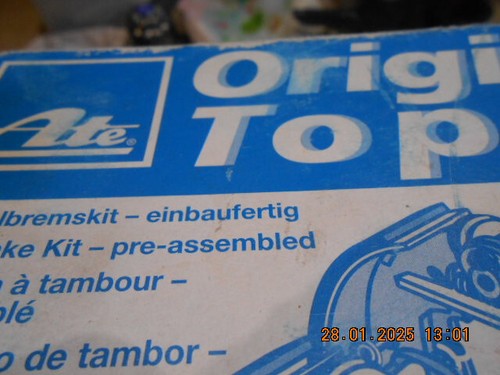 Ate®
Origi
Top
lbremskit – einbaufertig
ke Kit – pre-assembled
à tambour –
blé
o de tambor –
28.01.2025 13:01